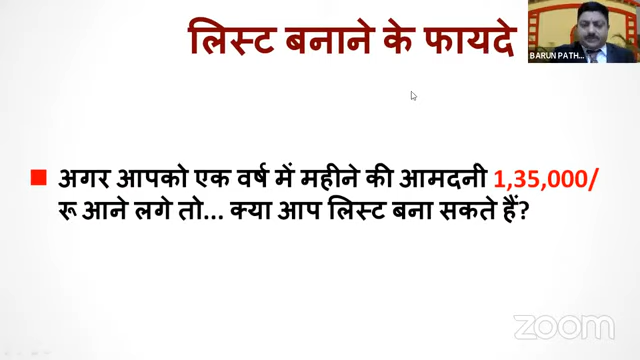 लिस्ट बनाने के फायदे
BARUN PATH...
अगर आपको एक वर्ष में महीने की आमदनी 1,35,000/
रू आने लगे तो... क्या आप लिस्ट बना सकते हैं?
zoom